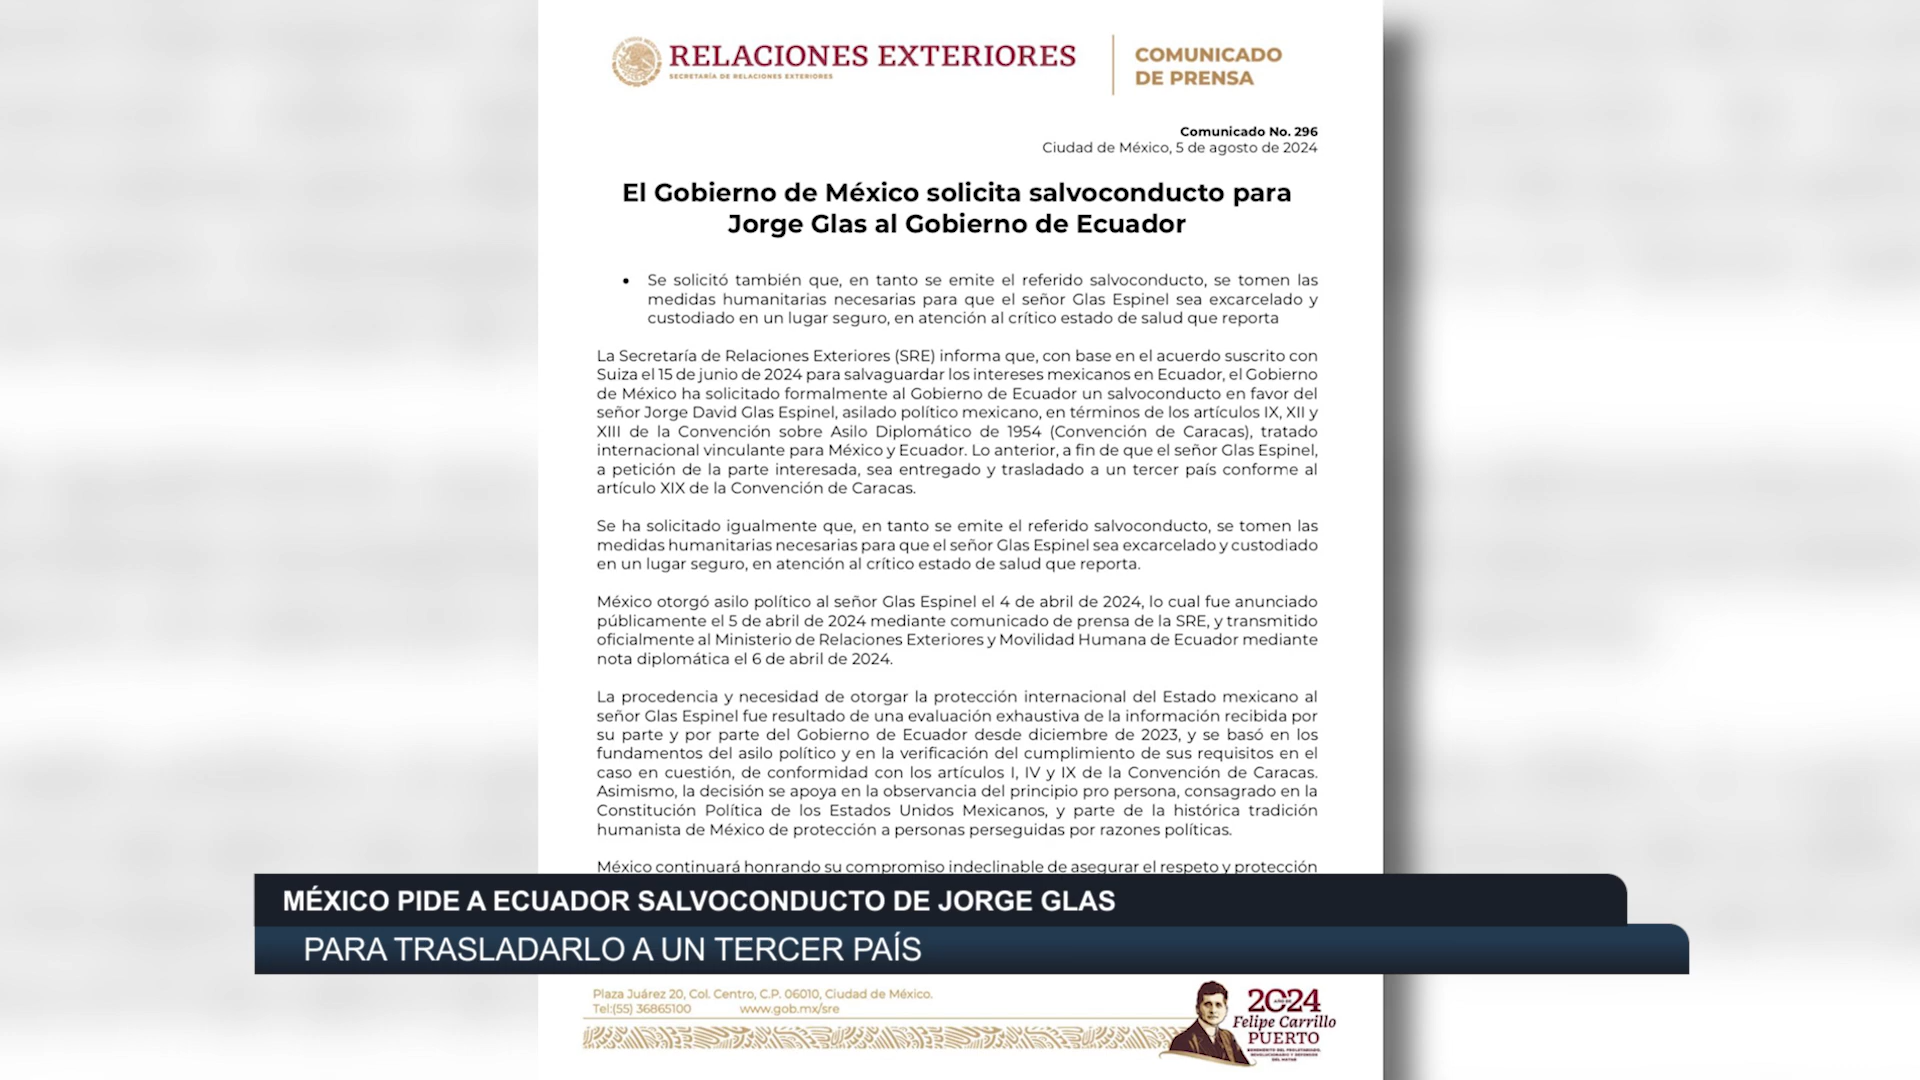 RELACIONES EXTERIORES
SECRETARÍA DE RELACIONES EXTERIORES
COMUNICADO
DE PRENSA
Comunicado No. 296
Ciudad de México, 5 de agosto de 2024
El Gobierno de México solicita salvoconducto para
Jorge Glas al Gobierno de Ecuador
• Se solicitó también que, en tanto se emite el referido salvoconducto, se tomen las
medidas humanitarias necesarias para que el señor Glas Espinel sea excarcelado y
custodiado en un lugar seguro, en atención al crítico estado de salud que reporta
La Secretaría de Relaciones Exteriores (SRE) informa que, con base en el acuerdo suscrito con
Suiza el 15 de junio de 2024 para salvaguardar los intereses mexicanos en Ecuador, el Gobierno
de México ha solicitado formalmente al Gobierno de Ecuador un salvoconducto en favor del
señor Jorge David Glas Espinel, asilado político mexicano, en términos de los artículos IX, XII y
XIII de la Convención sobre Asilo Diplomático de 1954 (Convención de Caracas), tratado
internacional vinculante para México y Ecuador. Lo anterior, a fin de que el señor Glas Espinel,
a petición de la parte interesada, sea entregado y trasladado a un tercer país conforme al
artículo XIX de la Convención de Caracas.
Se ha solicitado igualmente que, en tanto se emite el referido salvoconducto, se tomen las
medidas humanitarias necesarias para que el señor Glas Espinel sea excarcelado y custodiado
en un lugar seguro, en atención al crítico estado de salud que reporta.
México otorgó asilo político al señor Glas Espinel el 4 de abril de 2024, lo cual fue anunciado
públicamente el 5 de abril de 2024 mediante comunicado de prensa de la SRE, y transmitido
oficialmente al Ministerio de Relaciones Exteriores y Movilidad Humana de Ecuador mediante
nota diplomática el 6 de abril de 2024.
La procedencia y necesidad de otorgar la protección internacional del Estado mexicano al
señor Glas Espinel fue resultado de una evaluación exhaustiva de la información recibida por
su parte y por parte del Gobierno de Ecuador desde diciembre de 2023, y se basó en los
fundamentos del asilo político y en la verificación del cumplimiento de sus requisitos en el
caso en cuestión, de conformidad con los artículos I, IV y IX de la Convención de Caracas.
Asimismo, la decisión se apoya en la observancia del principio pro persona, consagrado en la
Constitución Política de los Estados Unidos Mexicanos, y parte de la histórica tradición
humanista de México de protección a personas perseguidas por razones políticas.
México continuará honrando su compromiso indeclinable de asegurar el respeto y protección
MÉXICO PIDE A ECUADOR SALVOCONDUCTO DE JORGE GLAS
PARA TRASLADARLO A UN TERCER PAÍS
Plaza Juárez 20, Col. Centro, C.P. 06010, Ciudad de México.
Tel:(55) 36865100 www.gob.mx/sre
2024
Felipe Carrillo
PUERTO